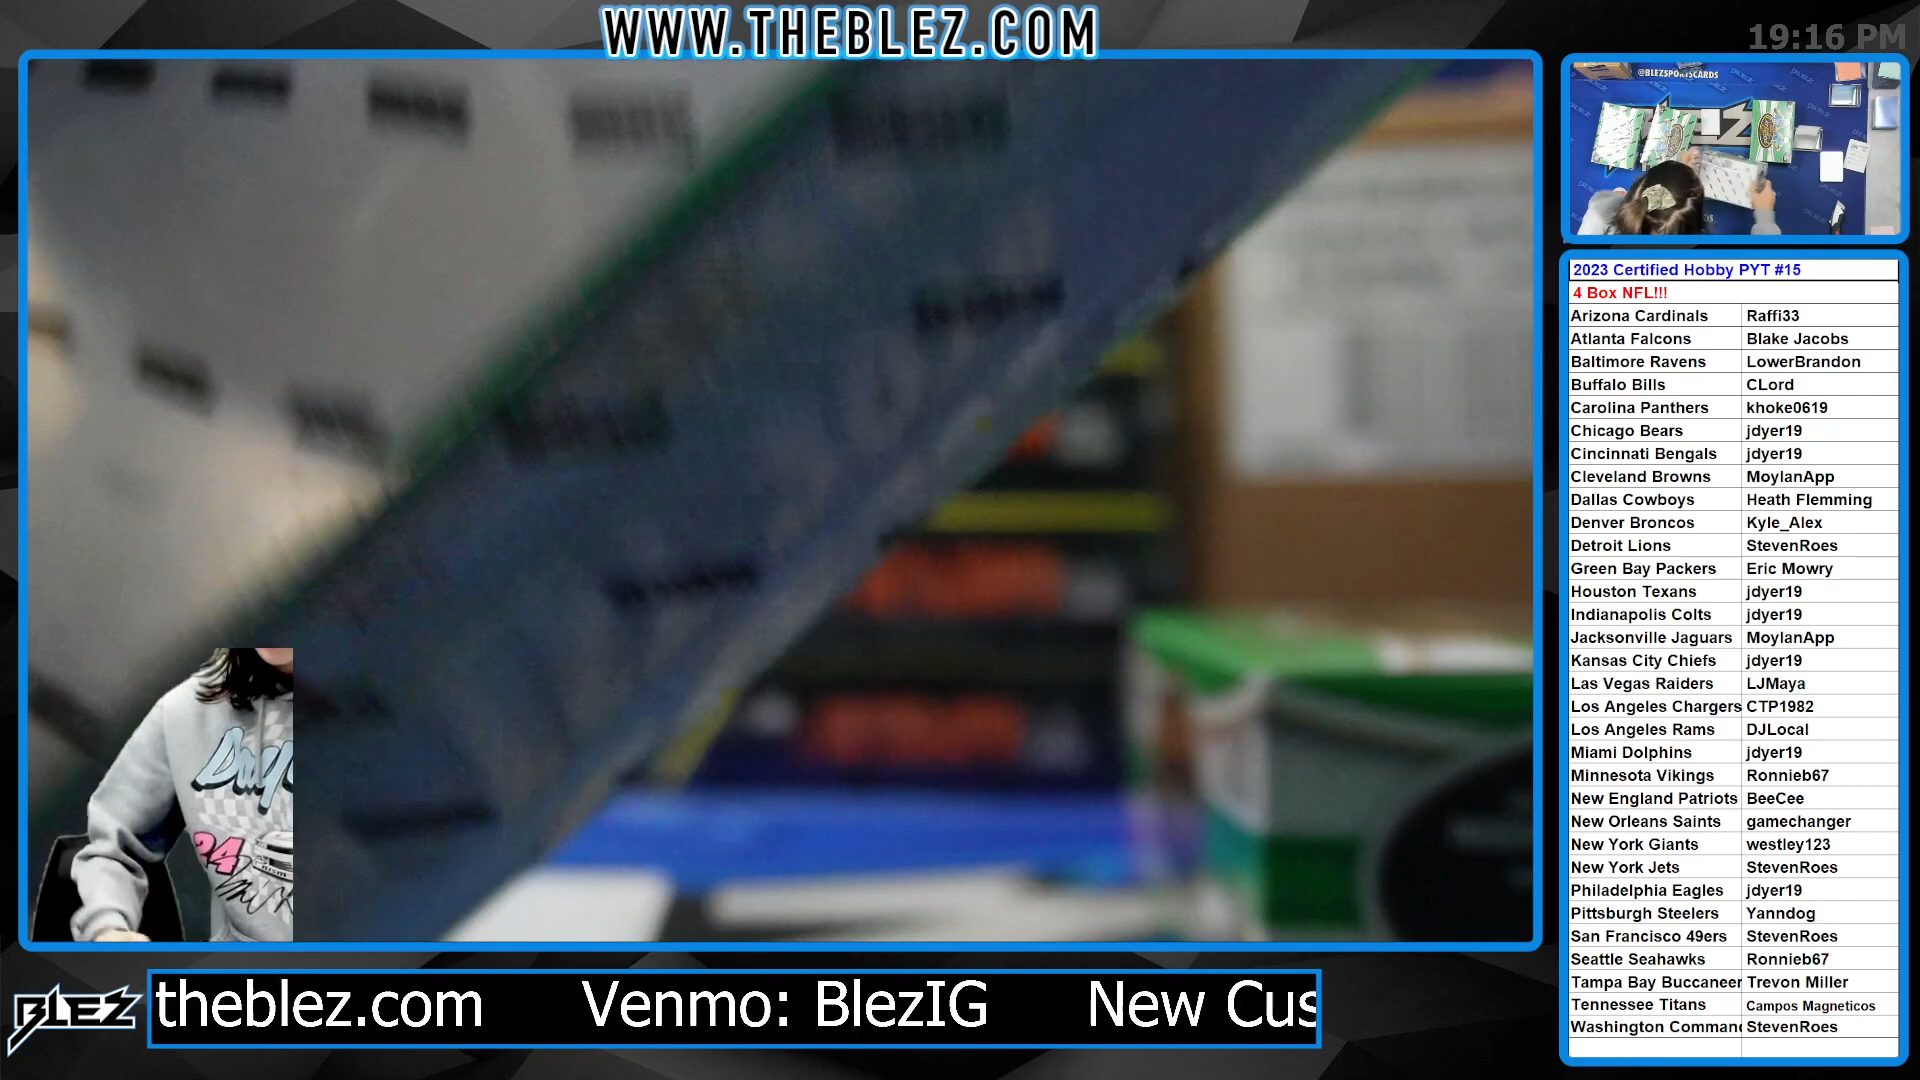 WWW.THEBLEZ.COM
19:16 PM
@BLEZSPORTSCARDS
2023 Certified Hobby PYT #15
4 Box NFL!!!
Arizona Cardinals Raffi33
Atlanta Falcons Blake Jacobs
Baltimore Ravens LowerBrandon
Buffalo Bills CLord
Carolina Panthers khoke0619
Chicago Bears jdyer19
Cincinnati Bengals jdyer19
Cleveland Browns MoylanApp
Dallas Cowboys Heath Flemming
Denver Broncos Kyle_Alex
Detroit Lions StevenRoes
Green Bay Packers Eric Mowry
Houston Texans jdyer19
Indianapolis Colts jdyer19
Jacksonville Jaguars MoylanApp
Kansas City Chiefs jdyer19
Las Vegas Raiders LJMaya
Los Angeles Chargers CTP1982
Los Angeles Rams DJLocal
Miami Dolphins jdyer19
Minnesota Vikings Ronnieb67
New England Patriots BeeCee
New Orleans Saints gamechanger
New York Giants westley123
New York Jets StevenRoes
Philadelphia Eagles jdyer19
Pittsburgh Steelers Yanndog
San Francisco 49ers StevenRoes
Seattle Seahawks Ronnieb67
Tampa Bay Buccaneer Trevon Miller
Tennessee Titans Campos Magneticos
Washington Command StevenRoes
24
BLEZ
theblez.com Venmo: BlezIG New Cus